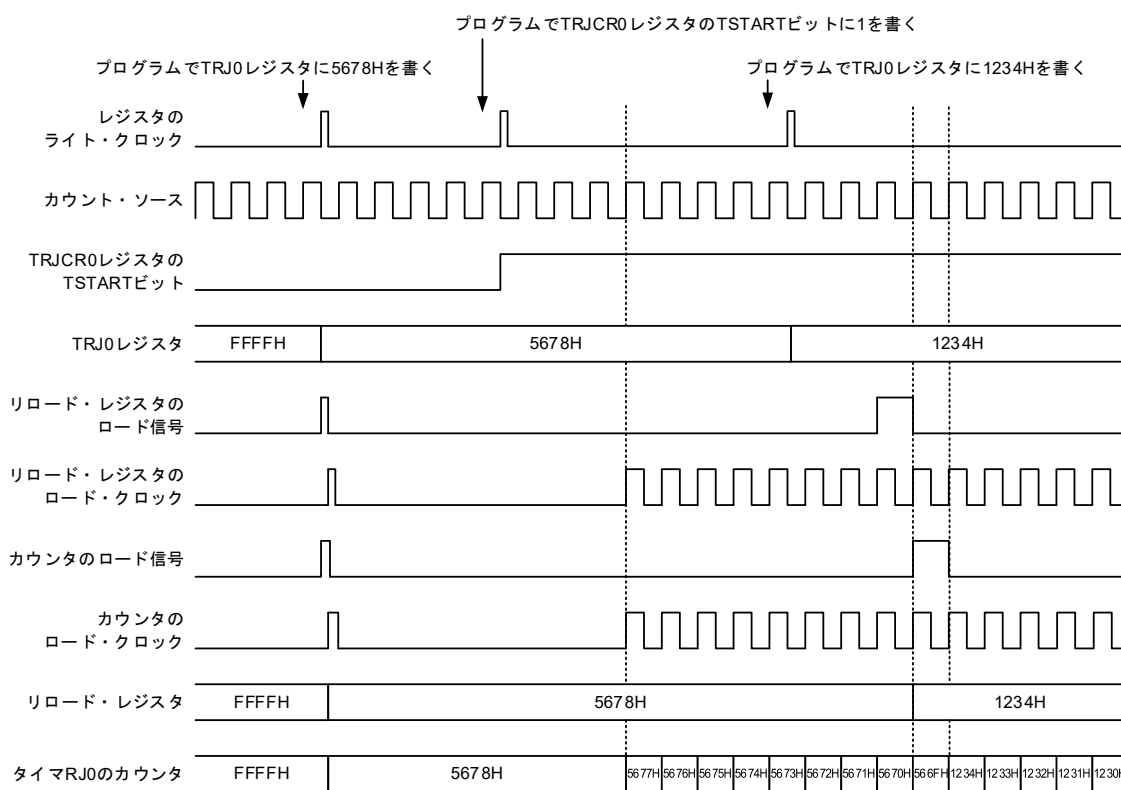 プログラムでTRJCR0レジスタのTSTARTビットに1を書く
プログラムでTRJ0レジスタに5678Hを書く
プログラムでTRJ0レジスタに1234Hを書く
レジスタの
ライト・クロック
カウント・ソース
TRJCR0レジスタの
TSTARTビット
TRJ0レジスタ FFFFH 5678H 1234H
リロード・レジスタの
ロード信号
リロード・レジスタの
ロード・クロック
カウンタのロード信号
カウンタの
ロード・クロック
リロード・レジスタ FFFFH 5678H 1234H
タイマRJ0のカウンタ FFFFH 5678H 5677H 5676H 5675H 5674H 5673H 5672H 5671H 5670H 566FH 1234H 1233H 1232H 1231H 1230H